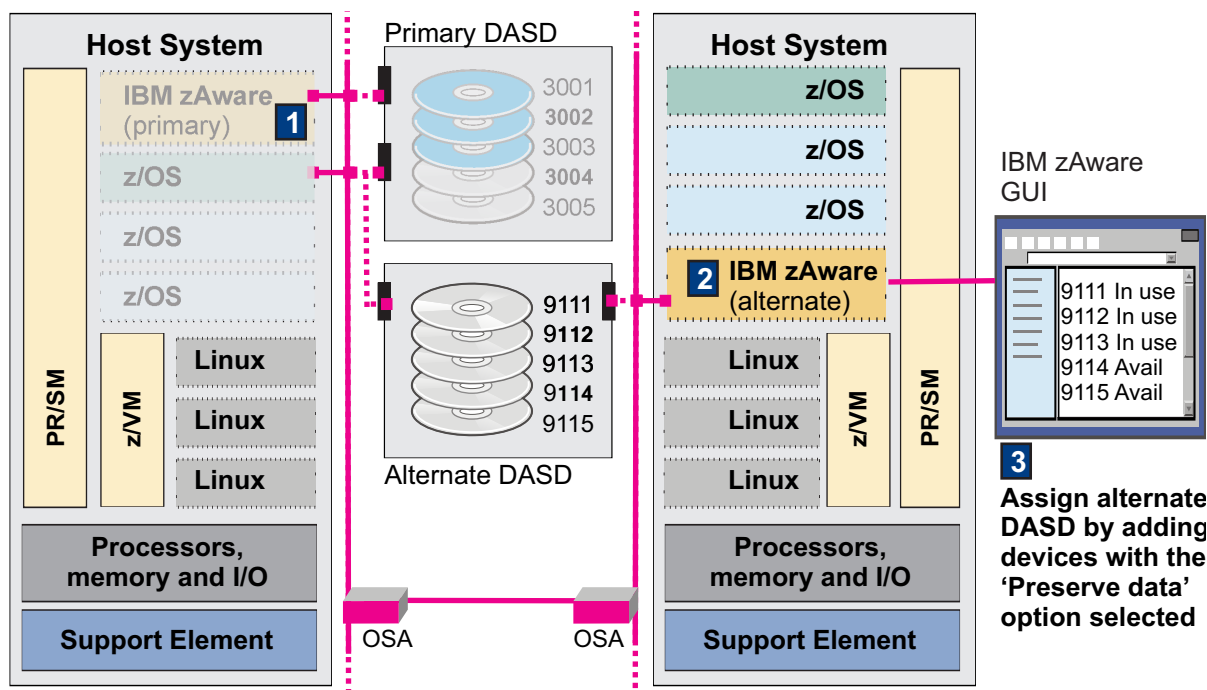 Host System
IBM zAware
(primary)
1
z/OS
z/OS
z/OS
PR/SM
z/VM
Linux
Linux
Linux
Processors,
memory and I/O
Support Element
Primary DASD
3001
3002
3003
3004
3005
9111
9112
9113
9114
9115
Alternate DASD
OSA
OSA
Host System
z/OS
z/OS
z/OS
2
IBM zAware
(alternate)
Linux
Linux
Linux
z/VM
PR/SM
Processors,
memory and I/O
Support Element
IBM zAware
GUI
9111 In use
9112 In use
9113 In use
9114 Avail
9115 Avail
3
Assign alternate
DASD by adding
devices with the
‘Preserve data’
option selected